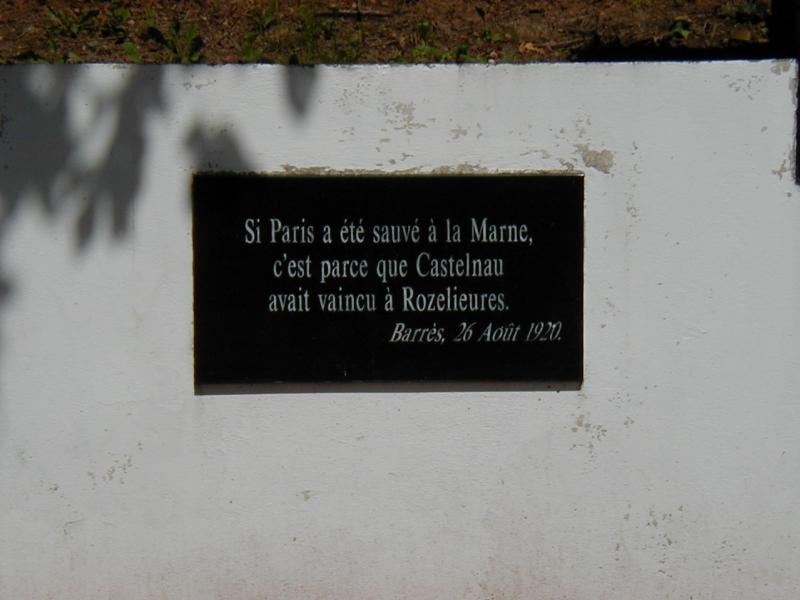 Si Paris a été sauvé à la Marne,
c'est parce que Castelnau
avait vaincu à Rozelieures.
Barrès, 26 Août 1920.